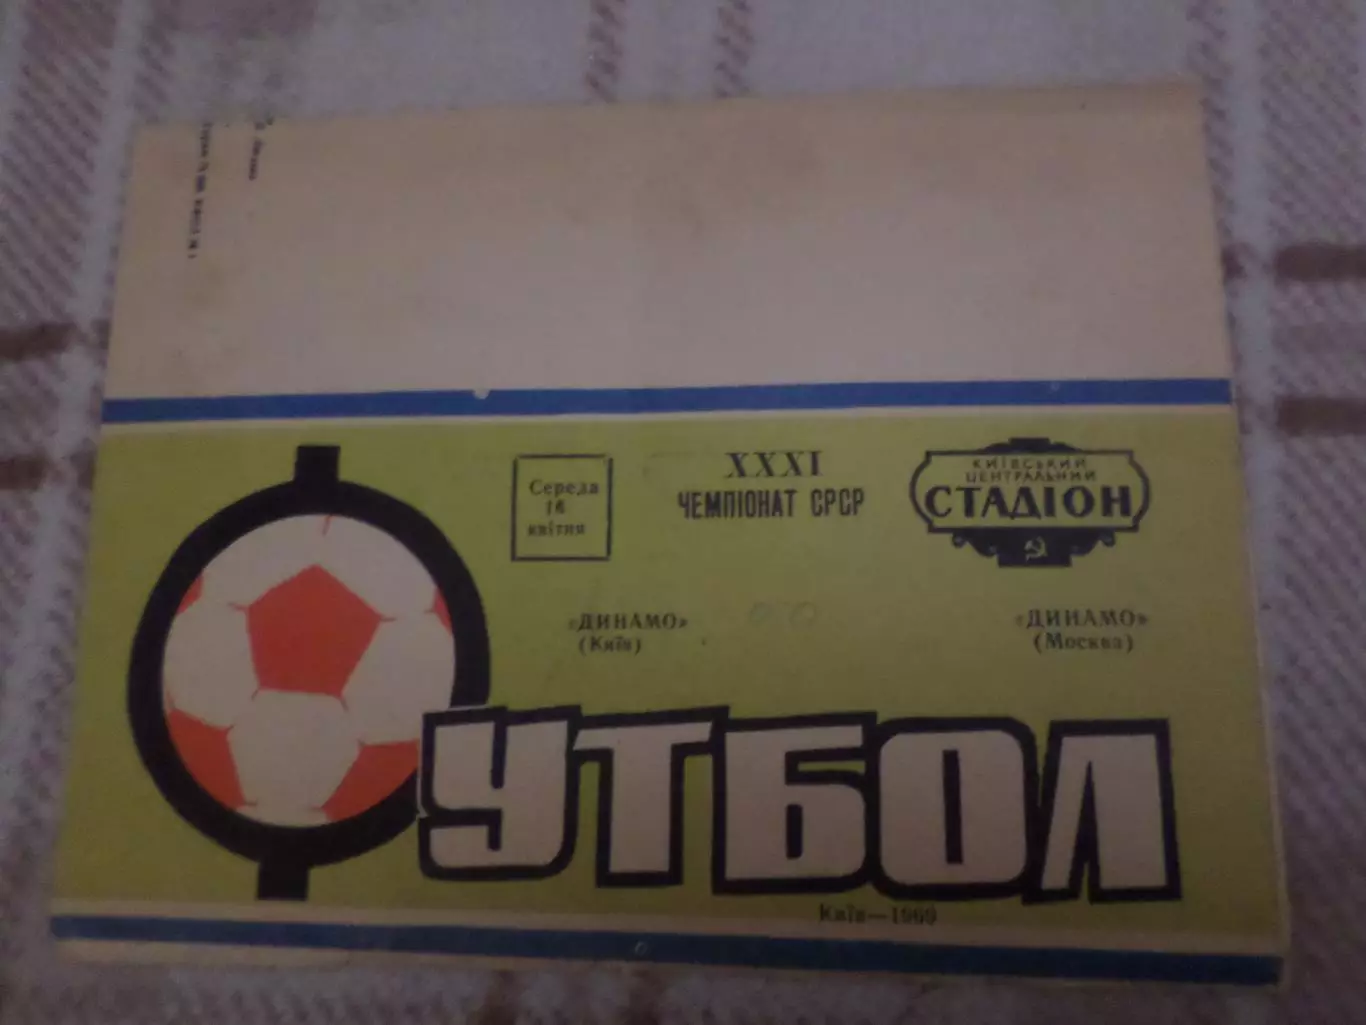 Середа
16
квітня
XXXI
ЧЕМПІОНАТ СРСР
КИЇВСЬКИЙ
ЦЕНТРАЛЬНИЙ
СТАДІОН
«ДИНАМО»
(Київ)
«ДИНАМО»
(Москва)
ФУТБОЛ
Київ—1969